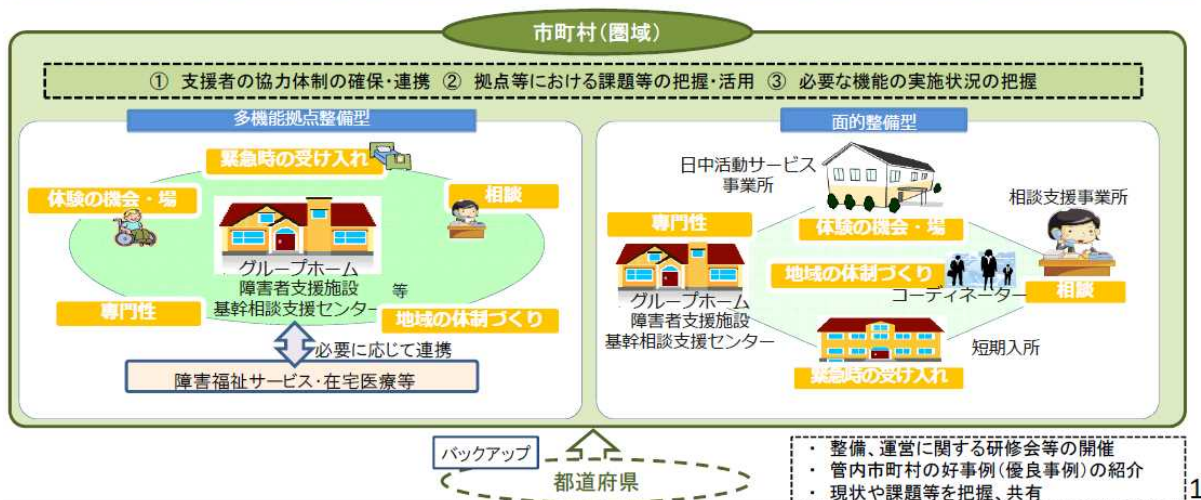 市町村(圏域)
① 支援者の協力体制の確保・連携 ② 拠点等における課題等の把握・活用 ③ 必要な機能の実施状況の把握
多機能拠点整備型
緊急時の受け入れ
体験の機会・場
相談
グループホーム
障害者支援施設 等
基幹相談支援センター
専門性
地域の体制づくり
必要に応じて連携
障害福祉サービス・在宅医療等
面的整備型
日中活動サービス
事業所
相談支援事業所
専門性
体験の機会・場
地域の体制づくり
コーディネーター
相談
グループホーム
障害者支援施設
基幹相談支援センター
短期入所
緊急時の受け入れ
バックアップ
都道府県
・ 整備、運営に関する研修会等の開催
・ 管内市町村の好事例(優良事例)の紹介
・ 現状や課題等を把握、共有
1